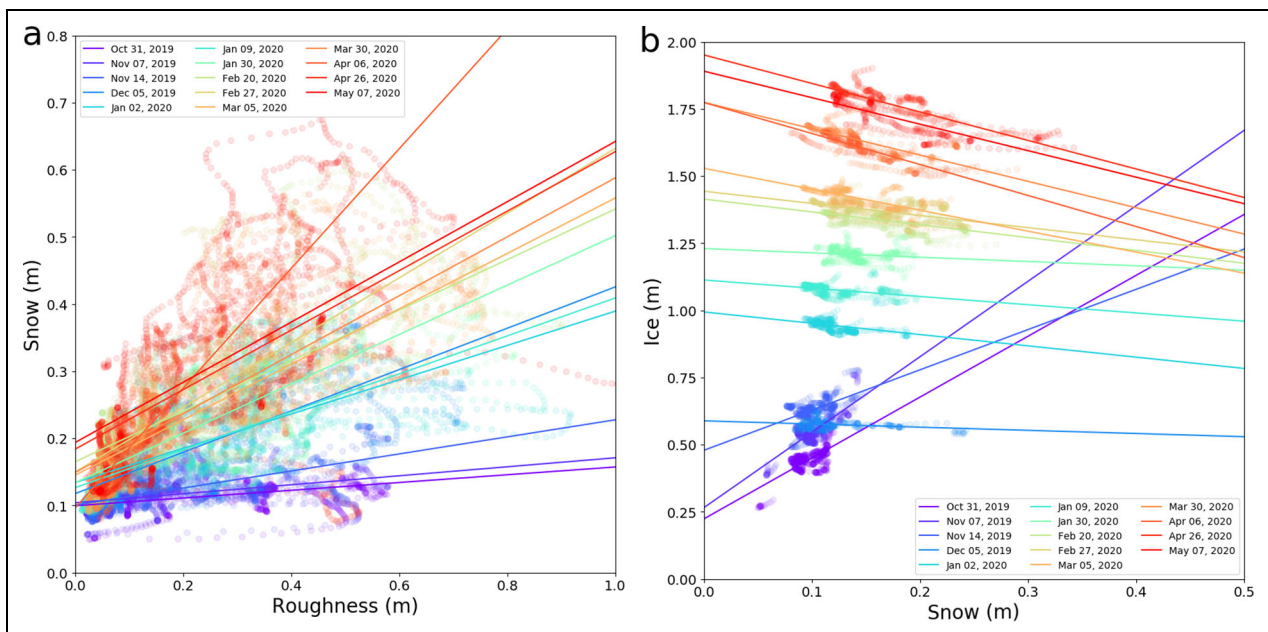 a
0.8
0.7
0.6
0.5
0.4
0.3
0.2
0.1
0.0
Snow (m)
0.0 0.2 0.4 0.6 0.8 1.0
Roughness (m)
Oct 31, 2019 Jan 09, 2020 Mar 30, 2020
Nov 07, 2019 Jan 30, 2020 Apr 06, 2020
Nov 14, 2019 Feb 20, 2020 Apr 26, 2020
Dec 05, 2019 Feb 27, 2020 May 07, 2020
Jan 02, 2020 Mar 05, 2020
b
2.00
1.75
1.50
1.25
1.00
0.75
0.50
0.25
0.00
Ice (m)
0.0 0.1 0.2 0.3 0.4 0.5
Snow (m)
Oct 31, 2019 Jan 09, 2020 Mar 30, 2020
Nov 07, 2019 Jan 30, 2020 Apr 06, 2020
Nov 14, 2019 Feb 20, 2020 Apr 26, 2020
Dec 05, 2019 Feb 27, 2020 May 07, 2020
Jan 02, 2020 Mar 05, 2020